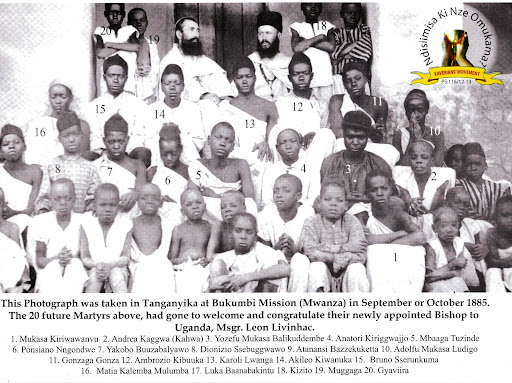 Ndisiimisa Ki Nze Omukama?
"XAVERIANS' MOVEMENT"
PS:116/12-13
20
19
18
15
14
12
11
10
16
13
8
7
6
5
4
3
2
9
17
1
This Photograph was taken in Tanganyika at Bukumbi Mission (Mwanza) in September or October 1885.
The 20 future Martyrs above, had gone to welcome and congratulate their newly appointed Bishop to
Uganda, Msgr. Leon Livinhac.
1. Mukasa Kiriwawanvu 2. Andrea Kaggwa (Kahwa) 3. Yozefu Mukasa Balikuddembe 4. Anatori Kiriggwajjo 5. Mbaaga Tuzinde
6. Ponsiano Nngondwe 7. Yakobo Buuzabalyawo 8. Dionizio Ssebuggwawo 9. Atanansi Bazzekuketta 10. Adolfu Mukasa Ludigo
11. Gonzaga Gonza 12. Ambrozio Kibuuka 13. Karoli Lwanga 14. Akileo Kiwanuka 15. Bruno Sserunkuma
16. Matia Kalemba Mulumba 17. Luka Baanabakintu 18. Kizito 19. Muggaga 20. Gyaviira